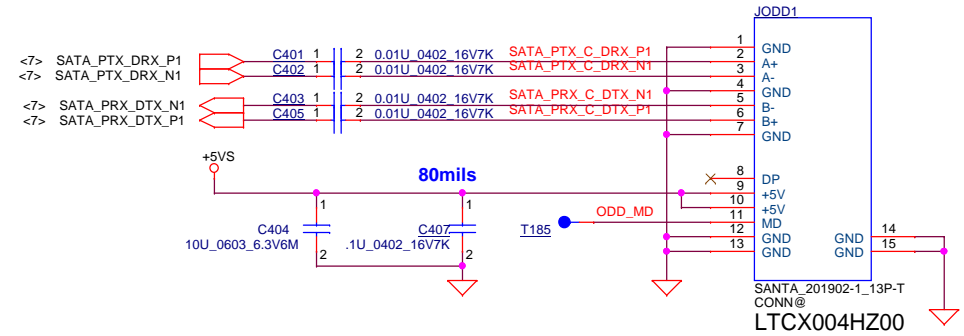 JODD1
<7> SATA_PTX_DRX_P1 C401 1 2 0.01U_0402_16V7K SATA_PTX_C_DRX_P1
<7> SATA_PTX_DRX_N1 C402 1 2 0.01U_0402_16V7K SATA_PTX_C_DRX_N1
<7> SATA_PRX_DTX_N1 C403 1 2 0.01U_0402_16V7K SATA_PRX_C_DTX_N1
<7> SATA_PRX_DTX_P1 C405 1 2 0.01U_0402_16V7K SATA_PRX_C_DTX_P1
1 GND
2 A+
3 A-
4 GND
5 B-
6 B+
7 GND
+5VS
80mils
8 DP
9 +5V
10 +5V
ODD_MD 11 MD
T185
12 GND
13 GND
GND 14
GND 15
1
C404
10U_0603_6.3V6M
2
1
C407
.1U_0402_16V7K
2
SANTA_201902-1_13P-T
CONN@
LTCX004HZ00